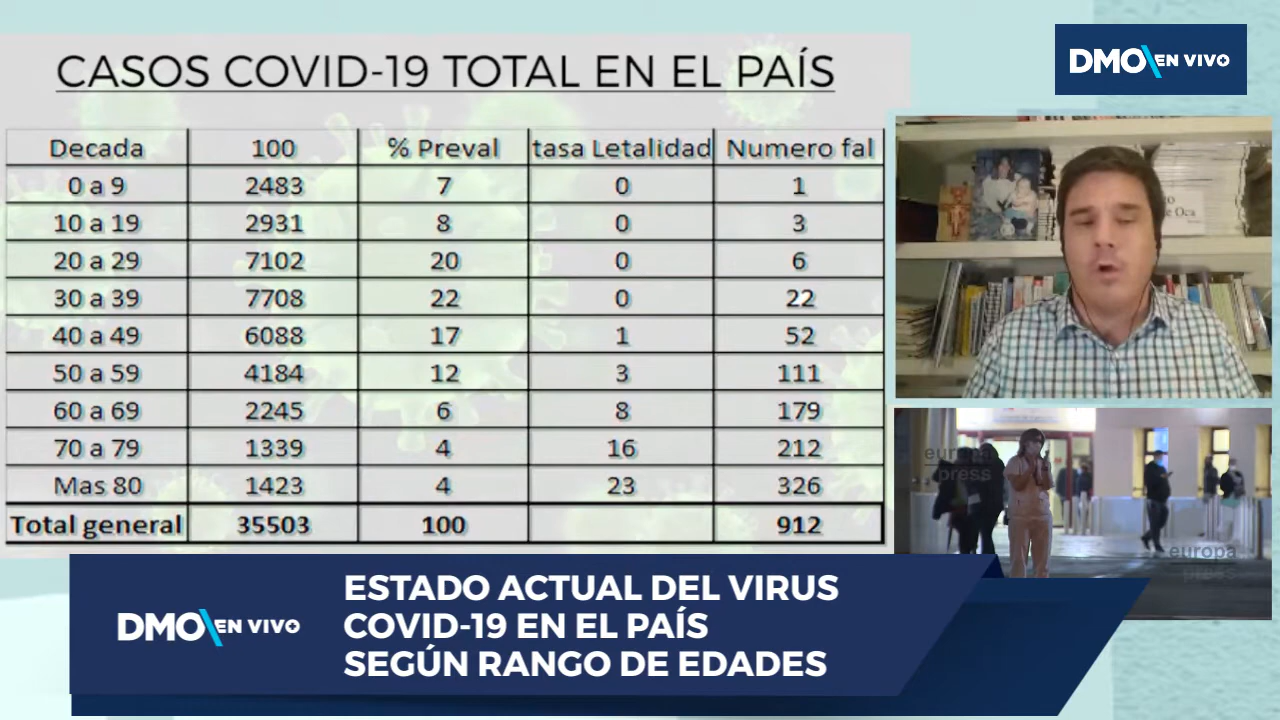 CASOS COVID-19 TOTAL EN EL PAÍS
DMO\EN VIVO
Decada 100 % Preval tasa Letalidad Numero fal
0 a 9 2483 7 0 1
10 a 19 2931 8 0 3
20 a 29 7102 20 0 6
30 a 39 7708 22 0 22
40 a 49 6088 17 1 52
50 a 59 4184 12 3 111
60 a 69 2245 6 8 179
70 a 79 1339 4 16 212
Mas 80 1423 4 23 326
Total general 35503 100 912
Oca
europa
press
europa
press
DMO\EN VIVO
ESTADO ACTUAL DEL VIRUS
COVID-19 EN EL PAÍS
SEGÚN RANGO DE EDADES